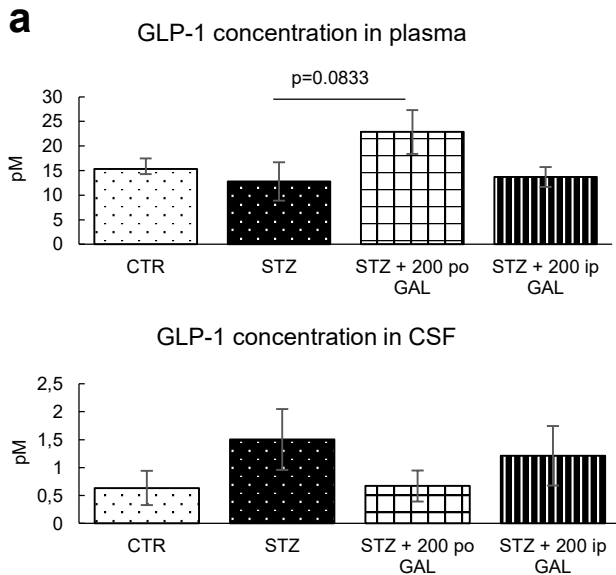 a
GLP-1 concentration in plasma
p=0.0833
30
25
20
15
10
5
0
pM
CTR
STZ
STZ + 200 po
GAL
STZ + 200 ip
GAL
GLP-1 concentration in CSF
2,5
2
1,5
1
0,5
0
pM
CTR
STZ
STZ + 200 po
GAL
STZ + 200 ip
GAL